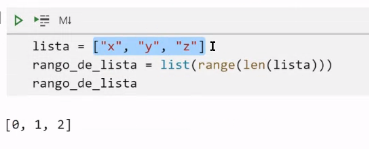 M↓
lista = ["x", "y", "z"]
rango_de_lista = list(range(len(lista)))
rango_de_lista
[0, 1, 2]